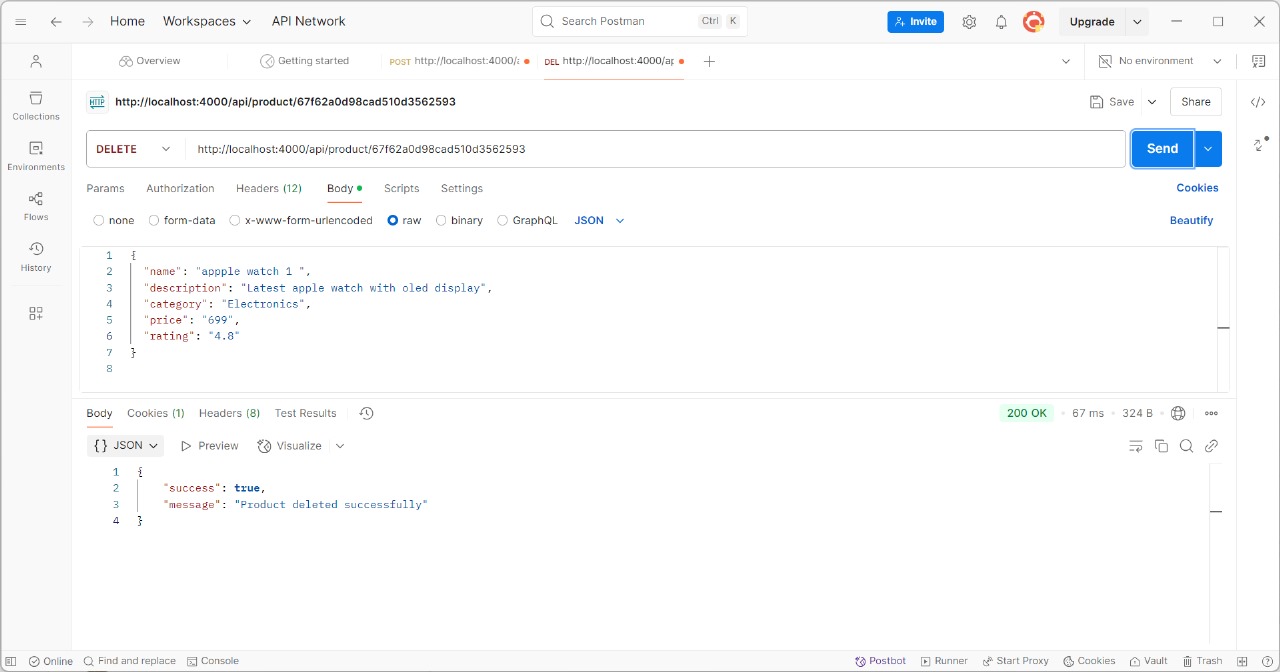 Home Workspaces API Network Search Postman Ctrl K Invite Upgrade
Overview Getting started POST http://localhost:4000/a DEL http://localhost:4000/ap No environment
HTTP http://localhost:4000/api/product/67f62a0d98cad510d3562593 Save Share
Collections
DELETE http://localhost:4000/api/product/67f62a0d98cad510d3562593 Send
Environments
Params Authorization Headers (12) Body Scripts Settings Cookies
Flows
none form-data x-www-form-urlencoded raw binary GraphQL JSON Beautify
History
1 {
2 "name": "appple watch 1 ",
3 "description": "Latest apple watch with oled display",
4 "category": "Electronics",
5 "price": "699",
6 "rating": "4.8"
7 }
8
Body Cookies (1) Headers (8) Test Results 200 OK 67 ms 324 B
{} JSON Preview Visualize
1 {
2 "success": true,
3 "message": "Product deleted successfully"
4 }
Online Find and replace Console Postbot Runner Start Proxy Cookies Vault Trash